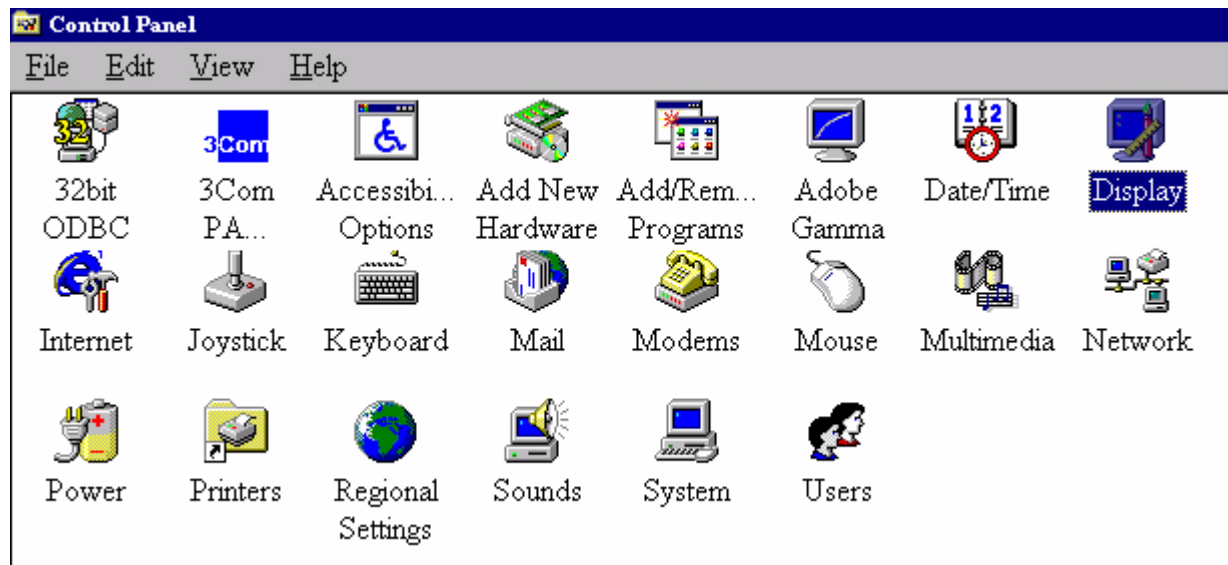 Control Panel
File Edit View Help
32
3Com
12
32bit ODBC
3Com PA...
Accessibi... Options
Add New Hardware
Add/Rem... Programs
Adobe Gamma
Date/Time
Display
Internet
Joystick
Keyboard
Mail
Modems
Mouse
Multimedia
Network
Power
Printers
Regional Settings
Sounds
System
Users